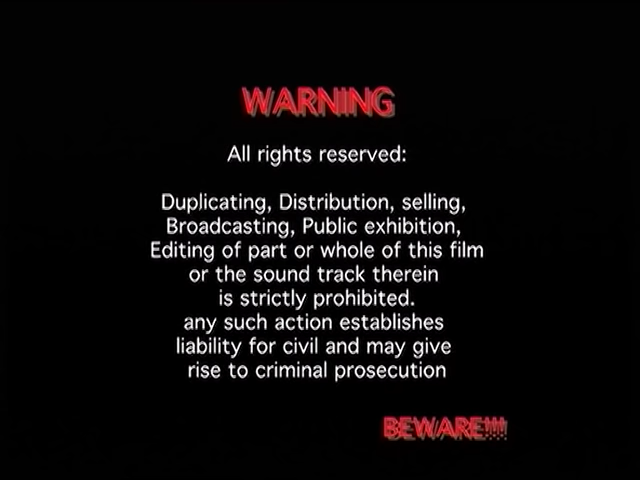 WARNING
All rights reserved:
Duplicating, Distribution, selling,
Broadcasting, Public exhibition,
Editing of part or whole of this film
or the sound track therein
is strictly prohibited.
any such action establishes
liability for civil and may give
rise to criminal prosecution
BEWARE!!!!